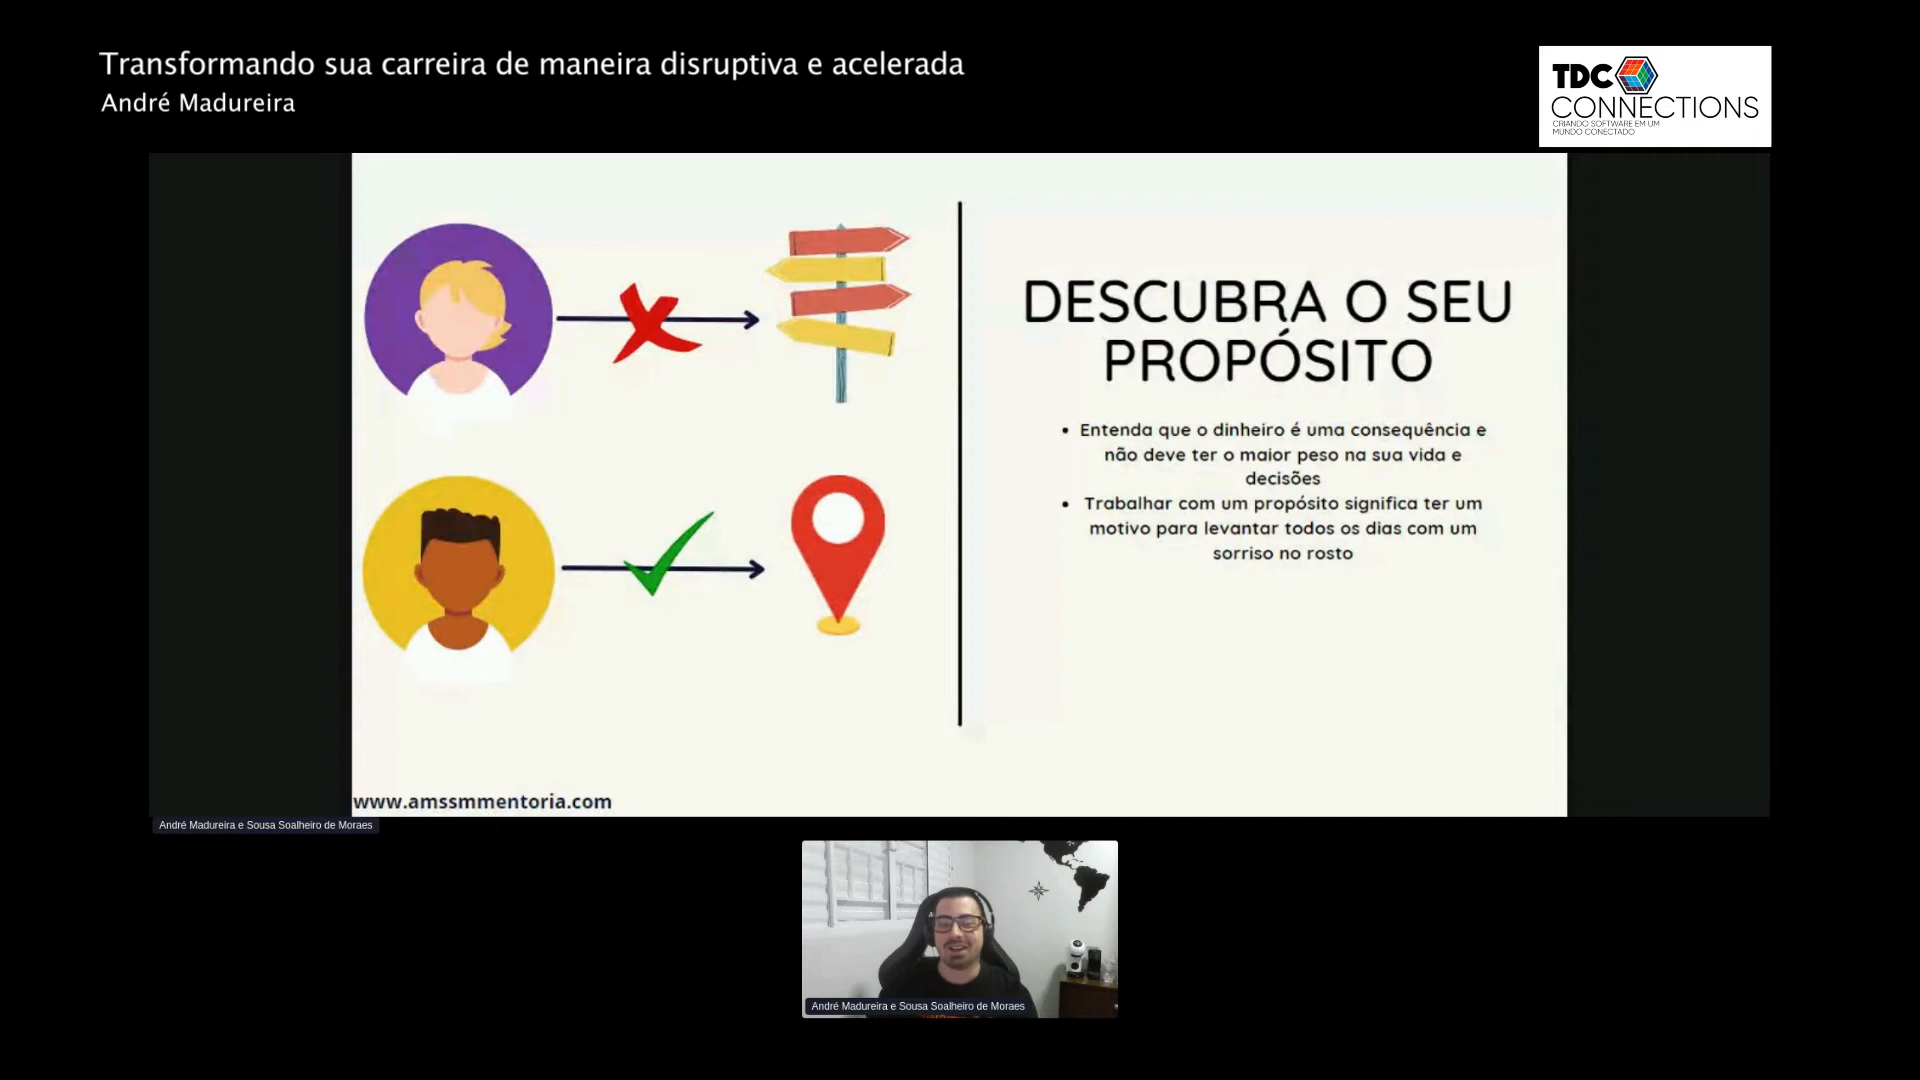 Transformando sua carreira de maneira disruptiva e acelerada
André Madureira
TDC
CONNECTIONS
CRIANDO SOFTWARE EM UM
MUNDO CONECTADO
DESCUBRA O SEU
PROPÓSITO
• Entenda que o dinheiro é uma consequência e
não deve ter o maior peso na sua vida e
decisões
• Trabalhar com um propósito significa ter um
motivo para levantar todos os dias com um
sorriso no rosto
www.amssmmentoria.com
André Madureira e Sousa Soalheiro de Moraes
André Madureira e Sousa Soalheiro de Moraes